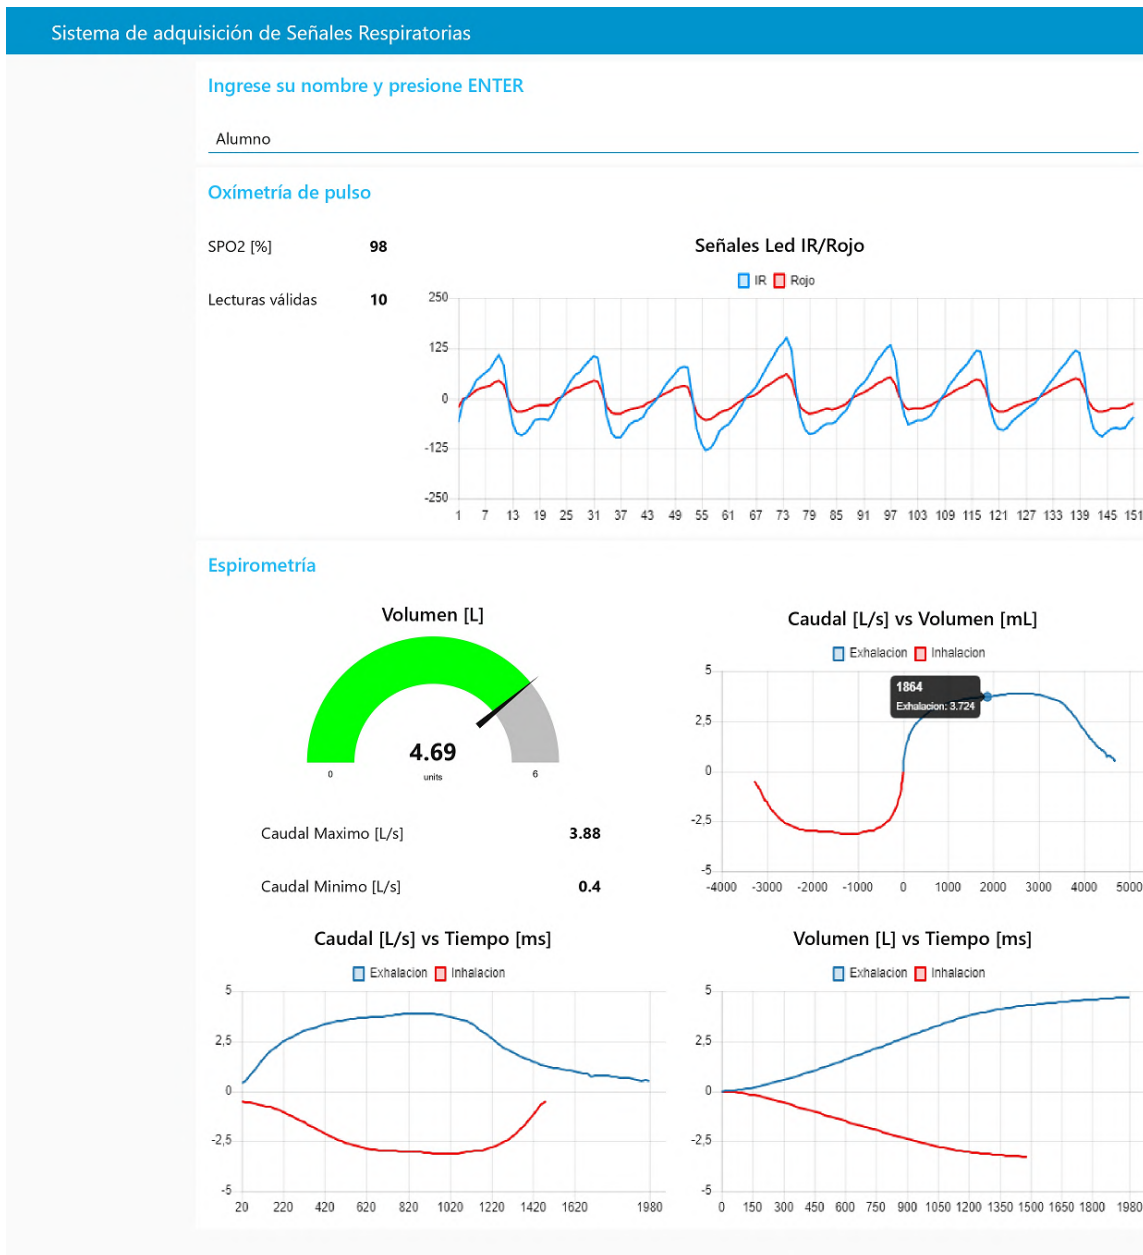 Sistema de adquisición de Señales Respiratorias
Ingrese su nombre y presione ENTER
Alumno
Oxímetría de pulso
SPO2 [%] 98
Lecturas válidas 10
Señales Led IR/Rojo
IR Rojo
250
125
0
-125
-250
1 7 13 19 25 31 37 43 49 55 61 67 73 79 85 91 97 103 109 115 121 127 133 139 145 151
Espirometría
Volumen [L]
4.69
units
0 6
Caudal Maximo [L/s] 3.88
Caudal Minimo [L/s] 0.4
Caudal [L/s] vs Volumen [mL]
Exhalacion Inhalacion
1864
Exhalacion: 3.724
5
2,5
0
-2,5
-5
-4000 -3000 -2000 -1000 0 1000 2000 3000 4000 5000
Caudal [L/s] vs Tiempo [ms]
Exhalacion Inhalacion
5
2,5
0
-2,5
-5
20 220 420 620 820 1020 1220 1420 1620 1980
Volumen [L] vs Tiempo [ms]
Exhalacion Inhalacion
5
2,5
0
-2,5
-5
0 150 300 450 600 750 900 1050 1200 1350 1500 1650 1800 1980